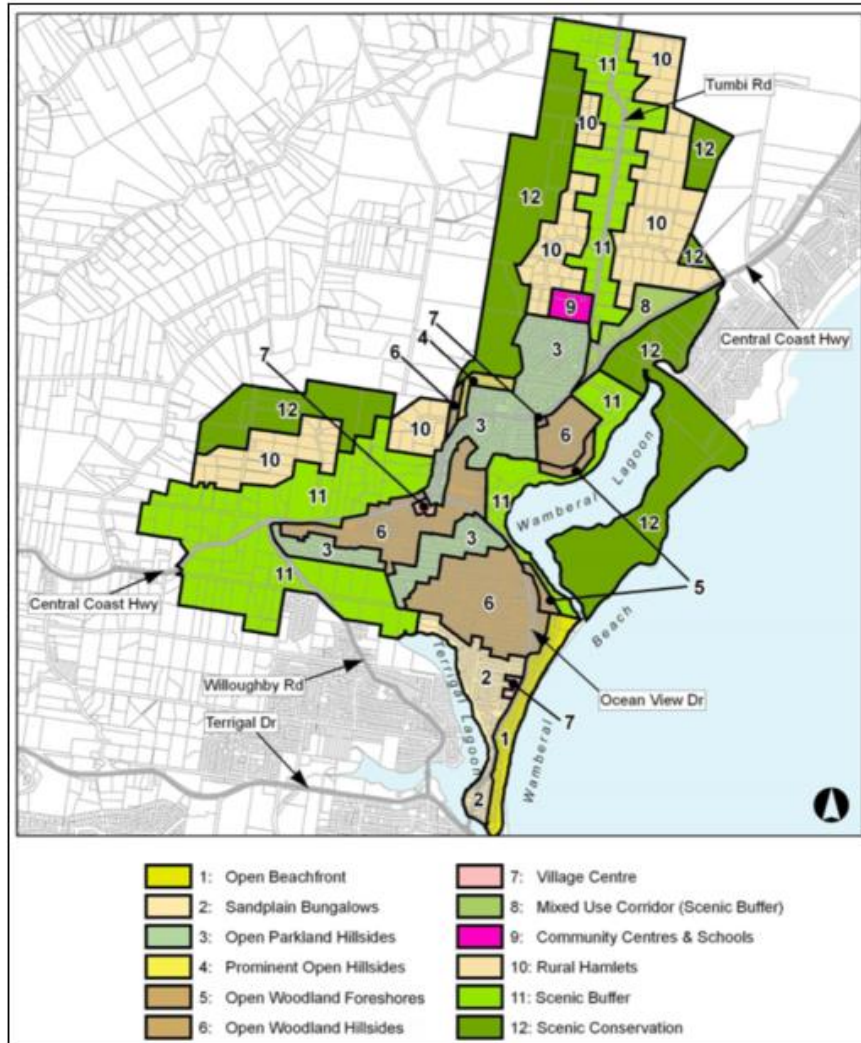 11
10
Tumbi Rd
10
12
12
10
10
11
12
9
8
Central Coast Hwy
7
4
6
3
12
7
12
11
10
3
6
10
11
11
Wamberal Lagoon
12
6
3
3
5
Central Coast Hwy
11
6
Beach
Willoughby Rd
Terrigal Lagoon
2
Ocean View Dr
7
Terrigal Dr
1
Wamberal
2
1: Open Beachfront
2: Sandplain Bungalows
3: Open Parkland Hillsides
4: Prominent Open Hillsides
5: Open Woodland Foreshores
6: Open Woodland Hillsides
7: Village Centre
8: Mixed Use Corridor (Scenic Buffer)
9: Community Centres & Schools
10: Rural Hamlets
11: Scenic Buffer
12: Scenic Conservation